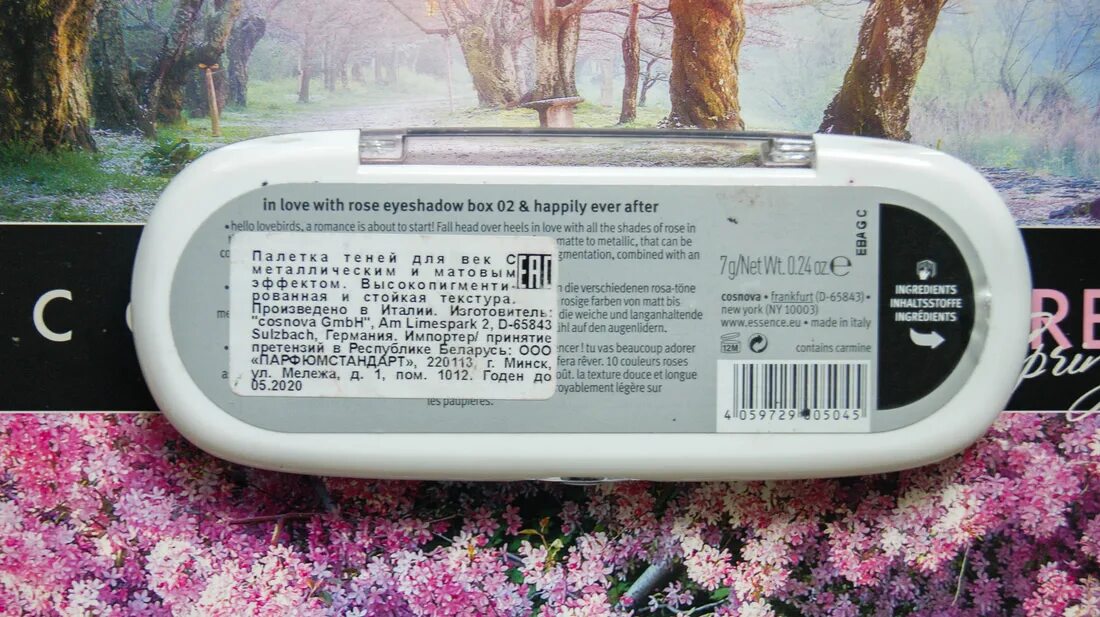 in love with rose eyeshadow box 02 & happily ever after
• hello lovebirds, a romance is about to start! Fall head over heels in love with all the shades of rose in
matte to metallic, that can be
gmentation, combined with an
Палетка теней для век С
металлическим и матовым
эффектом. Высокопигменти-
рованная и стойкая текстура.
Произведено в Италии. Изготовитель:
"cosnova GmbH", Am Limespark 2, D-65843
Sulzbach, Германия. Импортер/ принятие
претензий в Республике Беларусь: ООО
«ПАРФЮМСТАНДАРТ», 220113, г. Минск,
ул. Мележа, д. 1, пом. 1012. Годен до
05.2020
EAC
n die verschiedenen rosa-töne
rosige farben von matt bis
die weiche und langanhaltende
hl auf den augenlidern.
encer ! tu vas beaucoup adorer
fera rêver. 10 couleurs roses
oût. la texture douce et longue
royablement légère sur
les paupières.
7g/Net Wt. 0.24 oz. e
EBAGC
cosnova • frankfurt (D-65843) •
new york (NY 10003)
www.essence.eu • made in italy
12M
contains carmine
4 059729 005045
INGREDIENTS
INHALTSSTOFFE
INGRÉDIENTS
C
RE